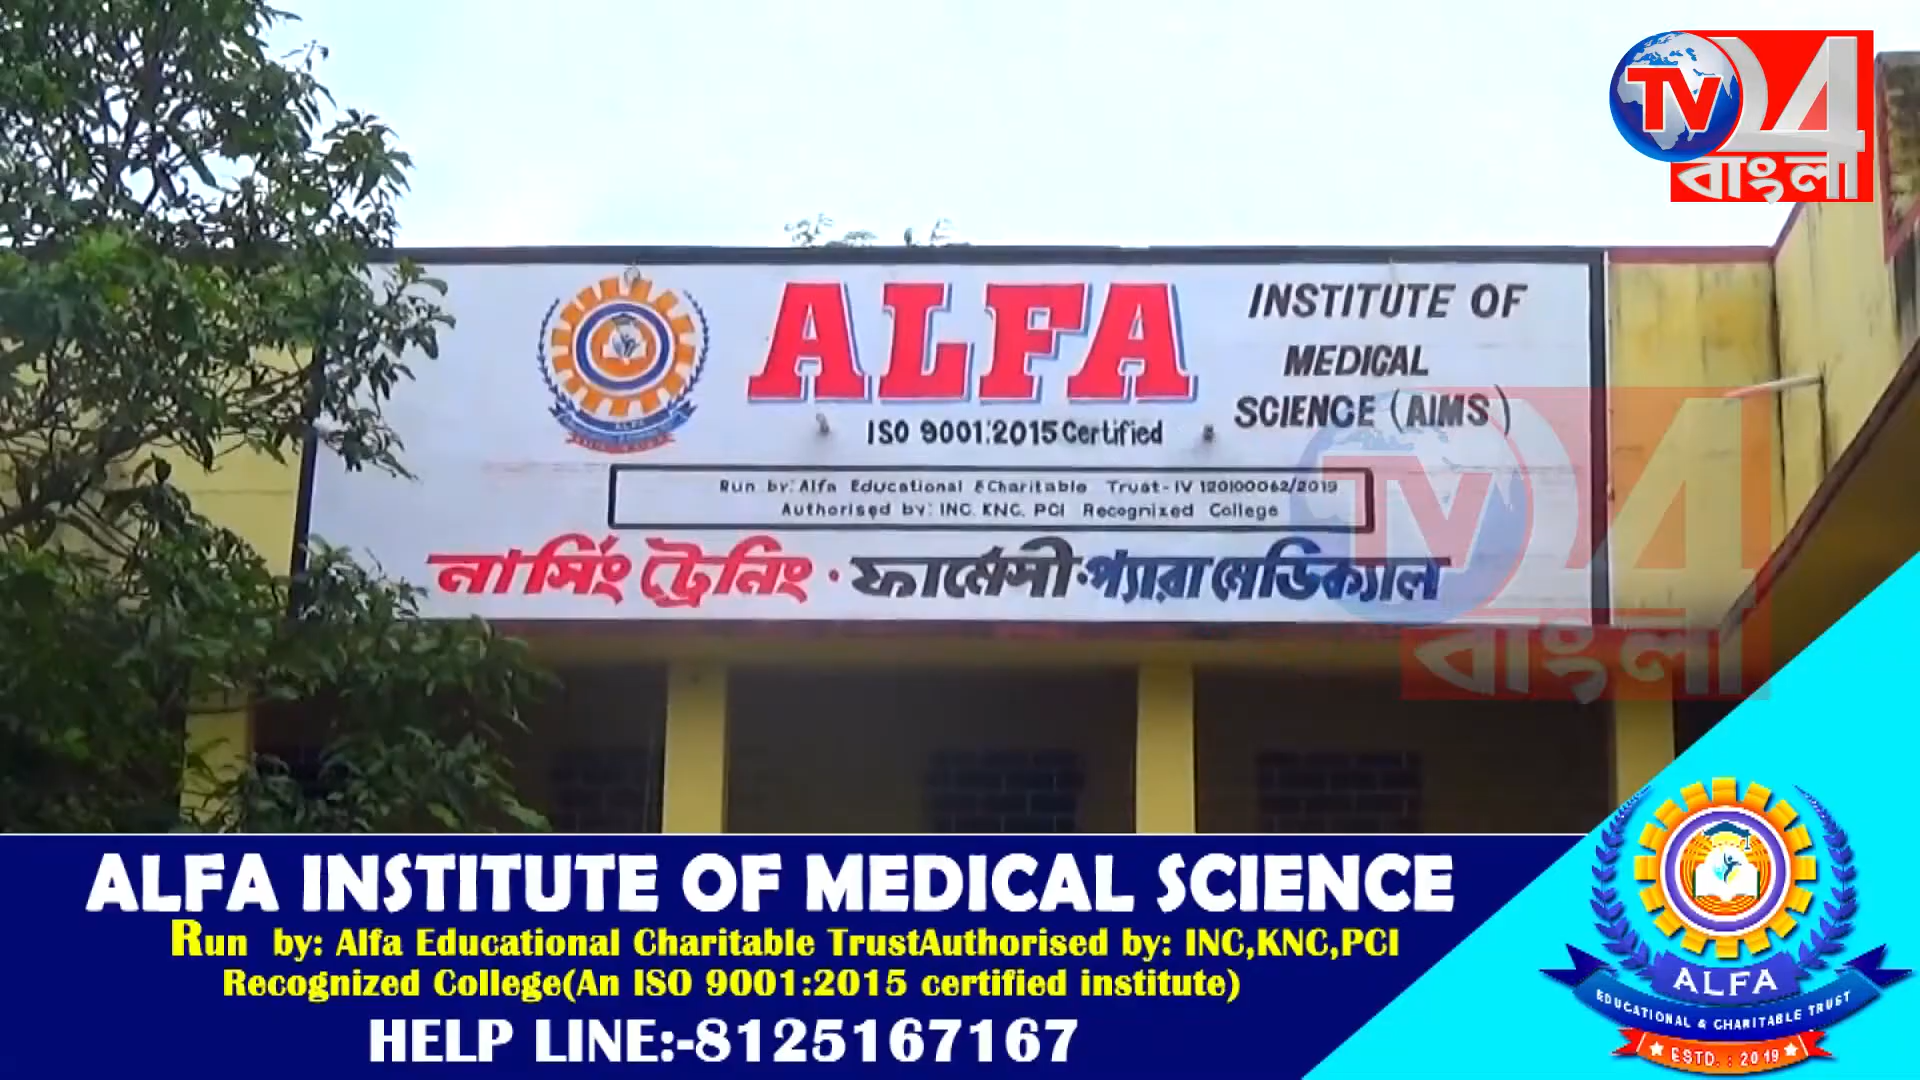 TV 24
বাংলা
ALFA
INSTITUTE OF
MEDICAL
SCIENCE (AIMS)
ISO 9001:2015 Certified
Run by: Alfa Educational & Charitable Trust-IV 120100062/2019
Authorised by: INC. KNC. PCI Recognized College
নার্সিং ট্রেনিং · ফার্মেসী · প্যারামেডিক্যাল
TV 24
বাংলা
ALFA INSTITUTE OF MEDICAL SCIENCE
Run by: Alfa Educational Charitable TrustAuthorised by: INC,KNC,PCI
Recognized College(An ISO 9001:2015 certified institute)
HELP LINE:-8125167167
ALFA
EDUCATIONAL & CHARITABLE TRUST
ESTD. : 2019